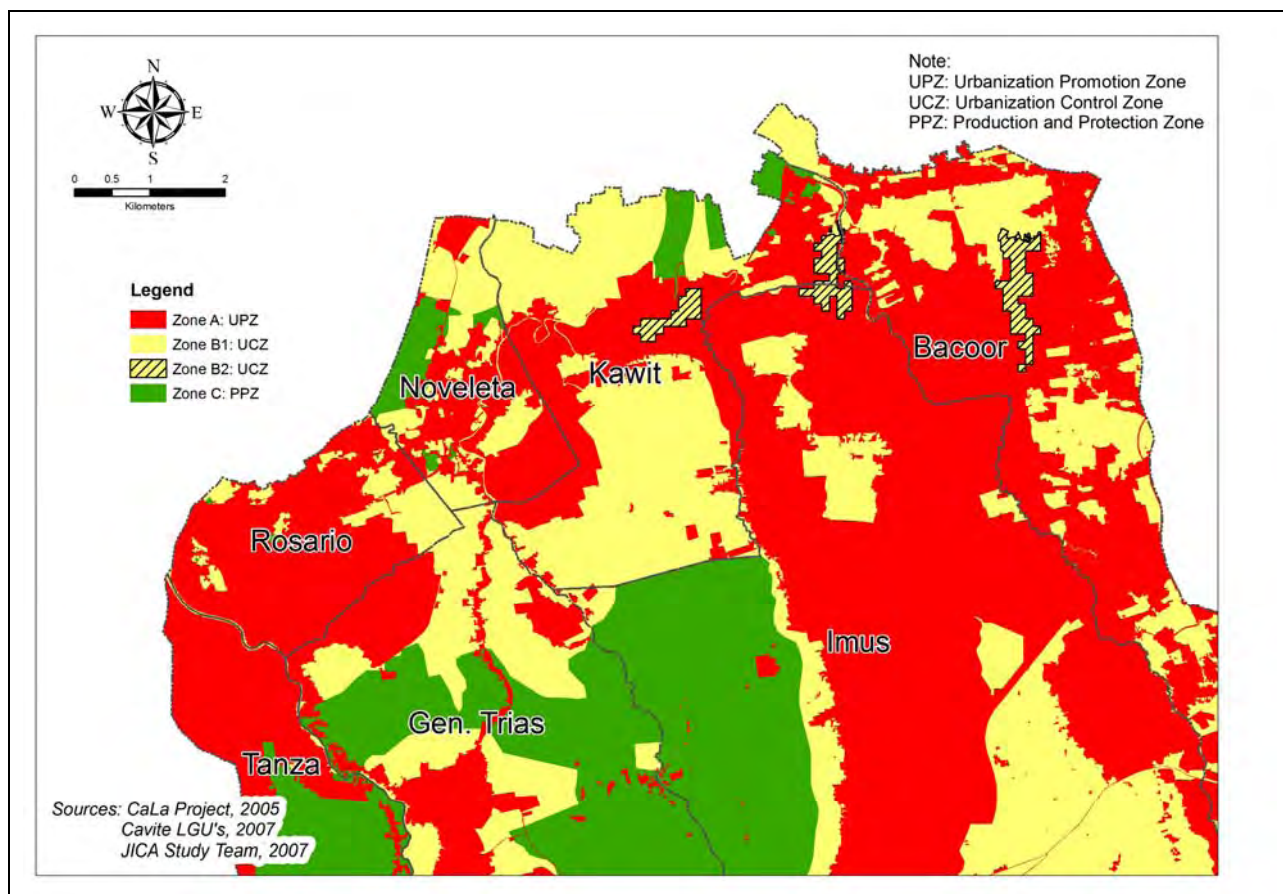 N
W E
S
0 0.5 1 2
Kilometers
Note:
UPZ: Urbanization Promotion Zone
UCZ: Urbanization Control Zone
PPZ: Production and Protection Zone
Legend
Zone A: UPZ
Zone B1: UCZ
Zone B2: UCZ
Zone C: PPZ
Bacoor
Kawit
Noveleta
Rosario
Imus
Gen. Trias
Tanza
Sources: CaLa Project, 2005
Cavite LGU's, 2007
JICA Study Team, 2007